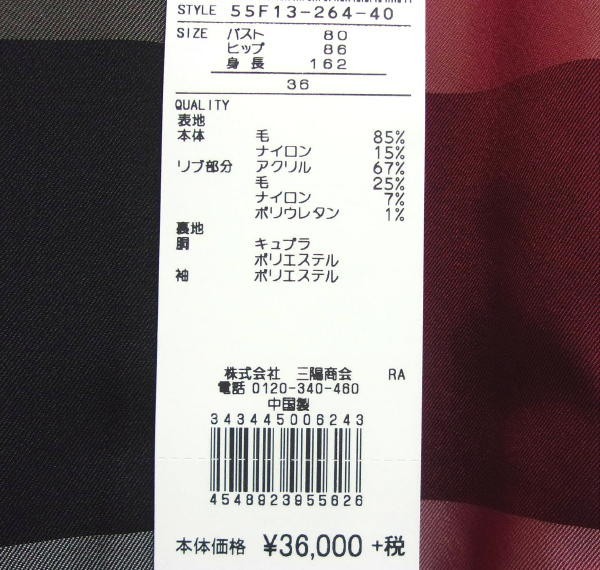 STYLE 55F13-264-40
SIZE バスト 80
ヒップ 86
身長 162
36
QUALITY
表地
本体 毛 85%
ナイロン 15%
リブ部分 アクリル 67%
毛 25%
ナイロン 7%
ポリウレタン 1%
裏地
胴 キュプラ
ポリエステル
袖 ポリエステル
株式会社 三陽商会 RA
電話 0120-340-460
中国製
343445006243
4548923955626
本体価格 ¥36,000 +税